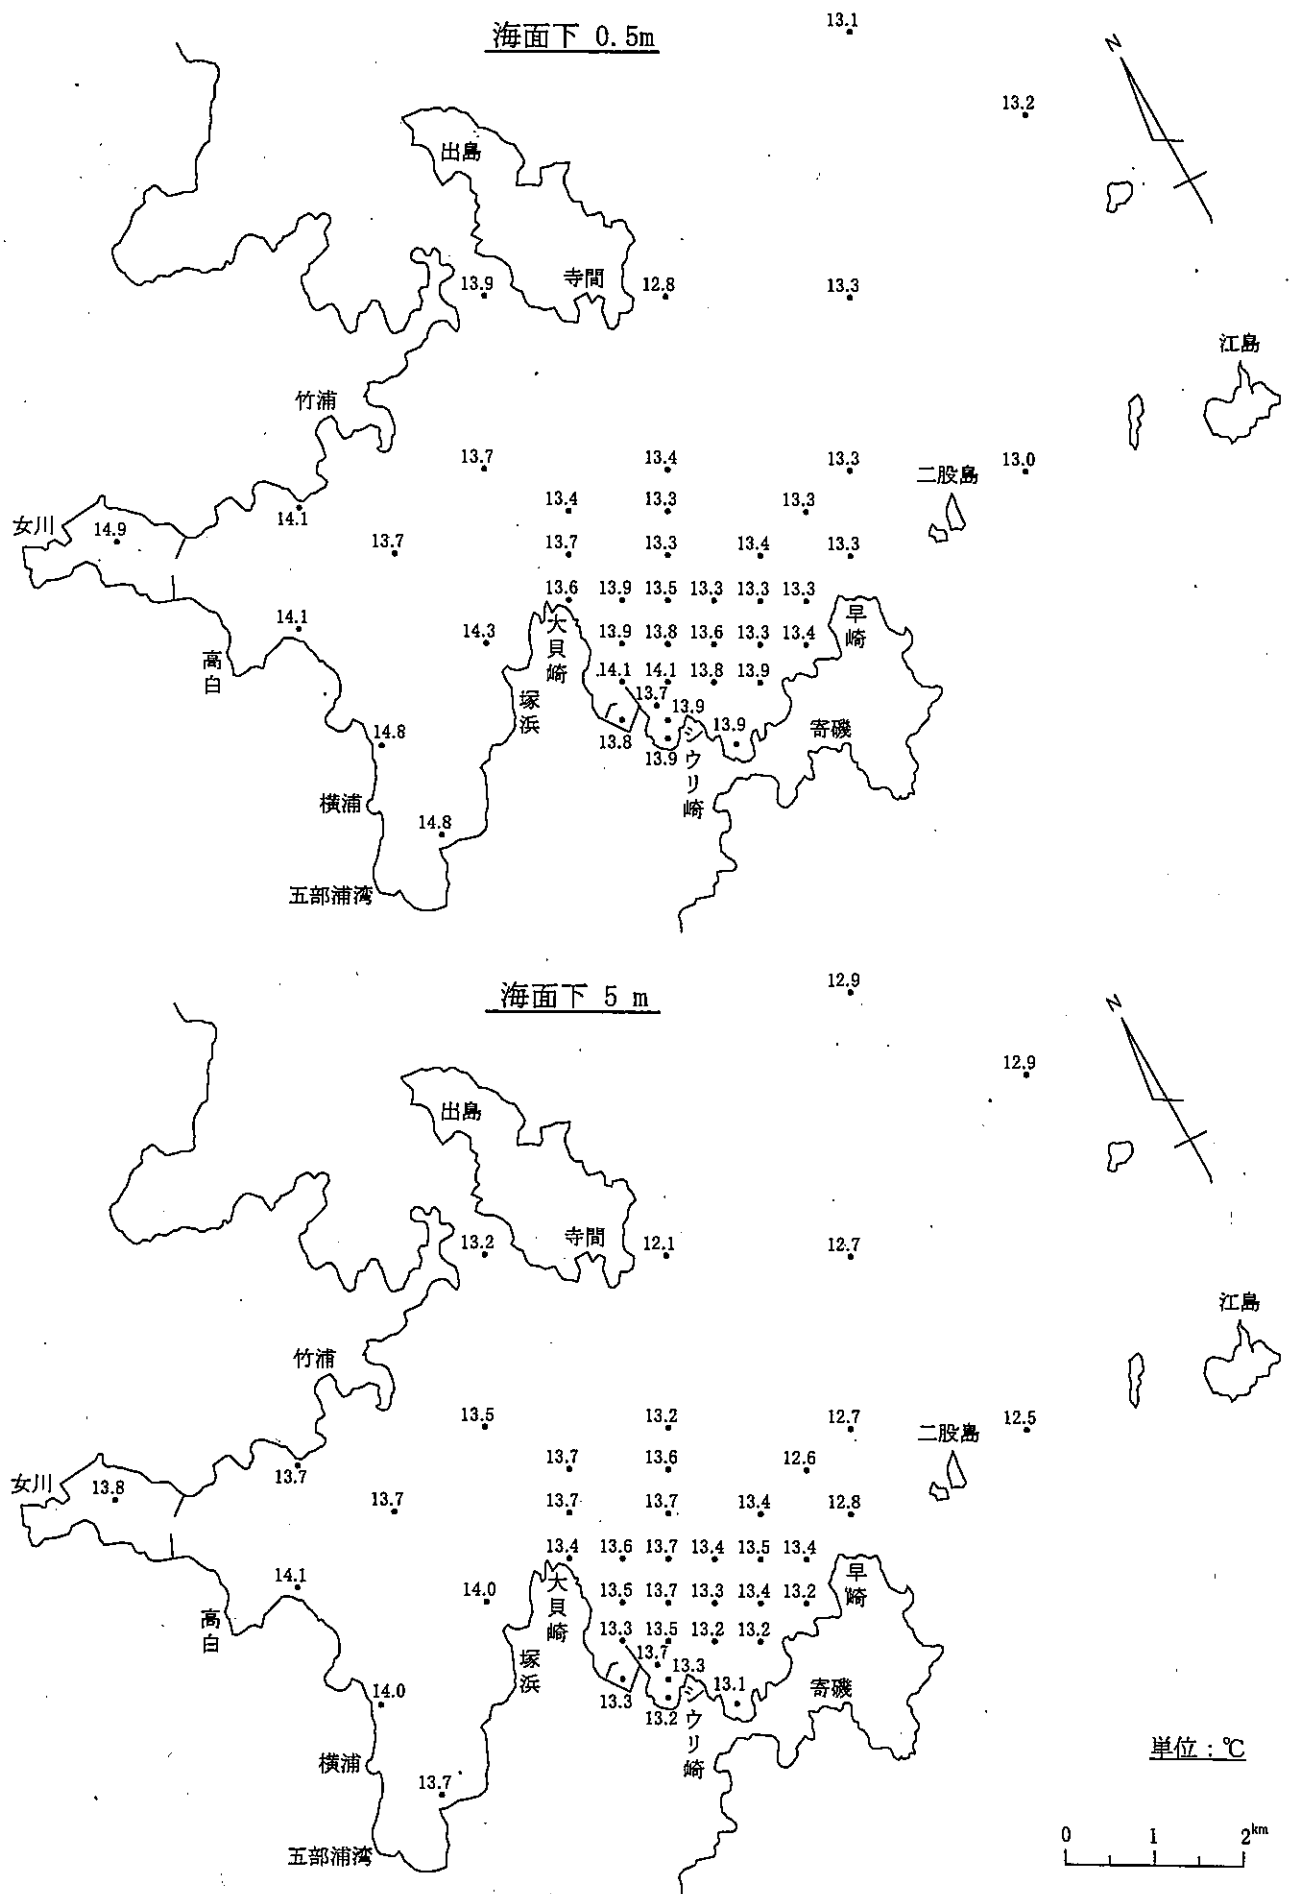 海面下 0.5m
13.1
N
13.2
出島
寺間
13.9
12.8
13.3
江島
竹浦
13.7
13.4
13.3
二股島
13.0
13.4
13.3
13.3
女川
14.9
14.1
13.7
13.7
13.3
13.4
13.3
13.6
13.9
13.5
13.3
13.3
13.3
大貝崎
早崎
14.1
14.3
13.9
13.8
13.6
13.3
13.4
高白
14.1
14.1
13.8
13.9
塚浜
13.7
13.9
14.8
13.8
13.9
シウリ崎
13.9
寄磯
横浦
14.8
五部浦湾
海面下 5 m
12.9
N
12.9
出島
寺間
13.2
12.1
12.7
江島
竹浦
13.5
13.2
12.7
二股島
12.5
13.7
13.6
12.6
女川
13.8
13.7
13.7
13.7
13.7
13.4
12.8
13.4
13.6
13.7
13.4
13.5
13.4
大貝崎
早崎
14.1
14.0
13.5
13.7
13.3
13.4
13.2
高白
13.3
13.5
13.2
13.2
塚浜
13.7
13.3
14.0
13.3
13.2
シウリ崎
13.1
寄磯
横浦
13.7
五部浦湾
単位：℃
0 1 2km